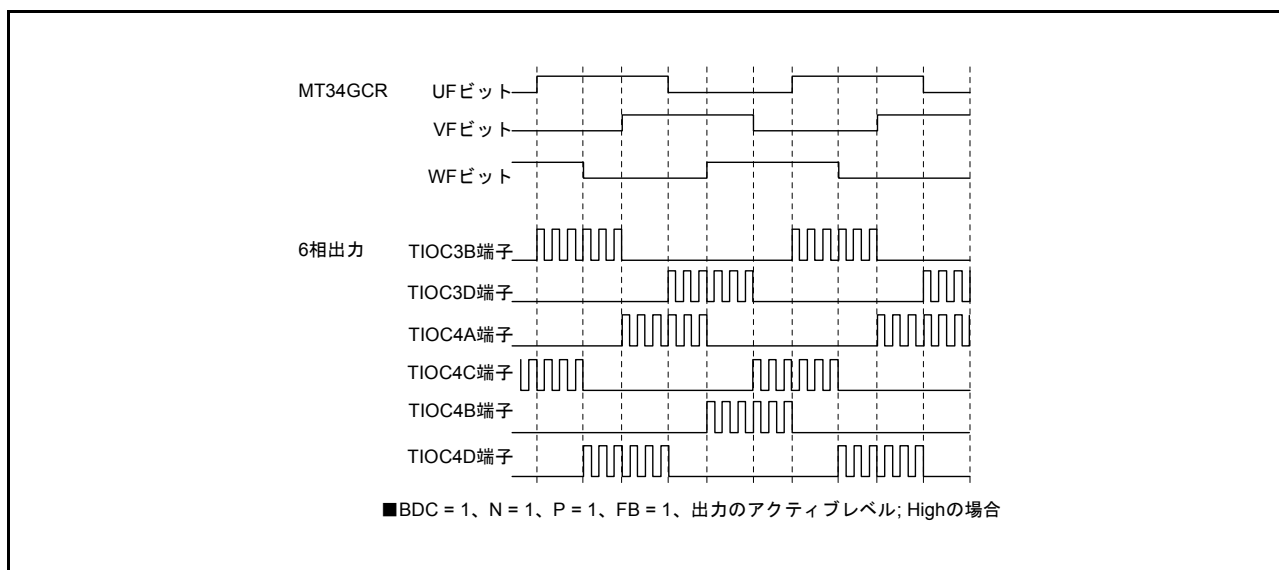 MT34GCR UFビット
VFビット
WFビット
6相出力 TIOC3B端子
TIOC3D端子
TIOC4A端子
TIOC4C端子
TIOC4B端子
TIOC4D端子
■BDC = 1、N = 1、P = 1、FB = 1、出力のアクティブレベル; Highの場合